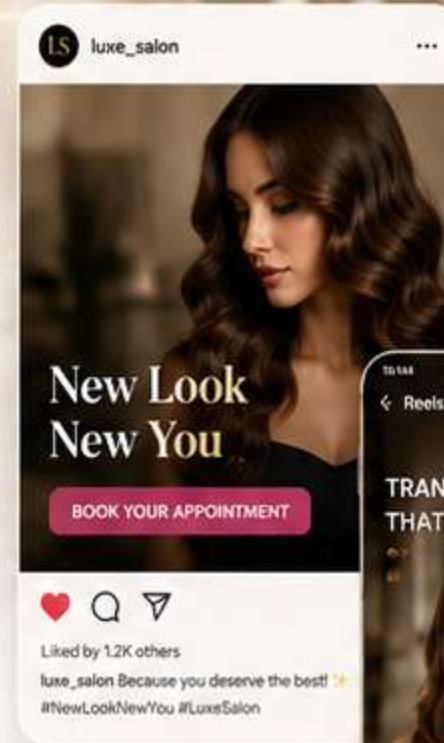 LS
luxe_salon
New Look
New You
BOOK YOUR APPOINTMENT
Liked by 1.2K others
luxe_salon Because you deserve the best! ✨
#NewLookNewYou #LuxeSalon
Reels
TRAN
THAT